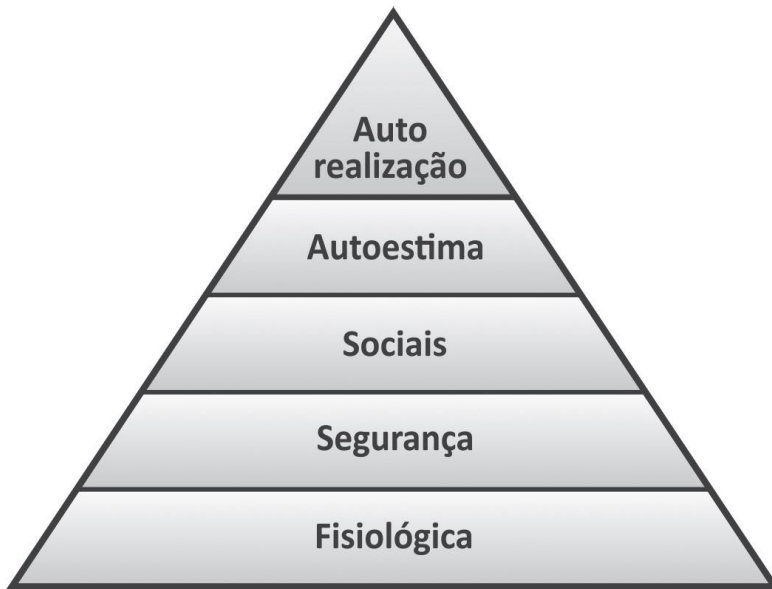 Auto
realização
Autoestima
Sociais
Segurança
Fisiológica